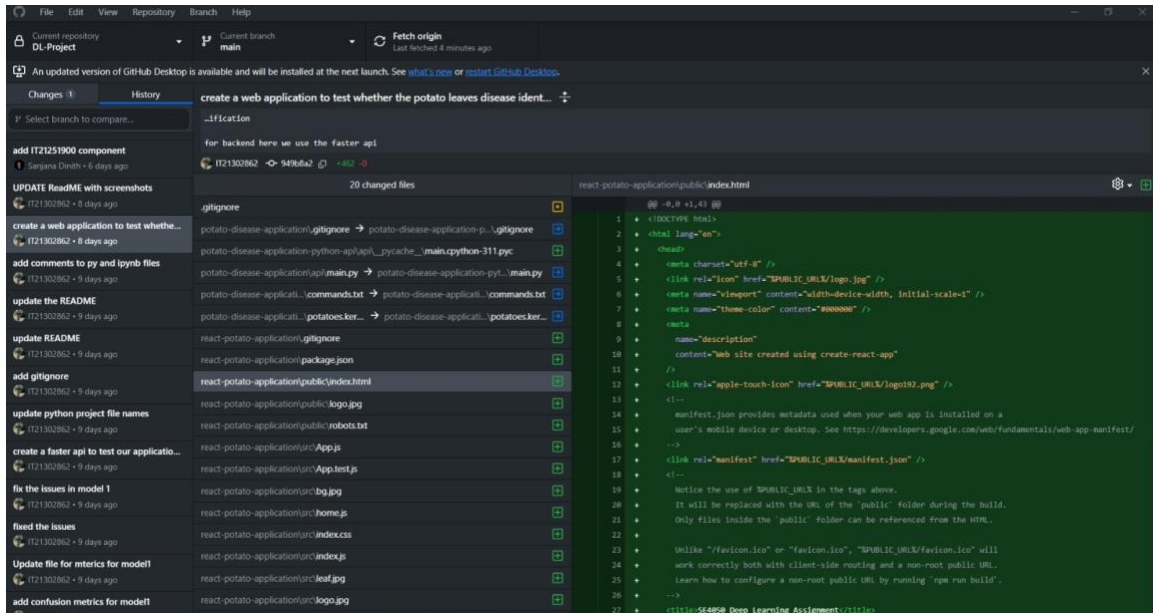 File Edit View Repository Branch Help
Current repository
DL-Project
Current branch
main
Fetch origin
Last fetched 4 minutes ago
An updated version of GitHub Desktop is available and will be installed at the next launch. See what's new or restart GitHub Desktop.
Changes 1 History
Select branch to compare...
add IT21251900 component
Sanjana Dinith • 6 days ago
UPDATE ReadME with screenshots
IT21302862 • 8 days ago
create a web application to test whethe...
IT21302862 • 8 days ago
add comments to py and ipynb files
IT21302862 • 9 days ago
update the README
IT21302862 • 9 days ago
update README
IT21302862 • 9 days ago
add gitignore
IT21302862 • 9 days ago
update python project file names
IT21302862 • 9 days ago
create a faster api to test our applicatio...
IT21302862 • 9 days ago
fix the issues in model 1
IT21302862 • 9 days ago
fixed the issues
IT21302862 • 9 days ago
Update file for mterics for model1
IT21302862 • 9 days ago
add confusion metrics for model1
create a web application to test whether the potato leaves disease ident...
…ification
for backend here we use the faster api
IT21302862 949b8a2 +462 -0
20 changed files
.gitignore
potato-disease-application\.gitignore → potato-disease-application-p...\.gitignore
potato-disease-application-python-api\api\__pycache__\main.cpython-311.pyc
potato-disease-application\api\main.py → potato-disease-application-pyt...\main.py
potato-disease-applicati...\commands.txt → potato-disease-applicati...\commands.txt
potato-disease-applicati...\potatoes.ker... → potato-disease-applicati...\potatoes.ker...
react-potato-application\.gitignore
react-potato-application\package.json
react-potato-application\public\index.html
react-potato-application\public\logo.jpg
react-potato-application\public\robots.txt
react-potato-application\src\App.js
react-potato-application\src\App.test.js
react-potato-application\src\bg.jpg
react-potato-application\src\home.js
react-potato-application\src\index.css
react-potato-application\src\index.js
react-potato-application\src\leaf.jpg
react-potato-application\src\logo.jpg
react-potato-application\public\index.html
@@ -0,0 +1,43 @@
1 + <!DOCTYPE html>
2 + <html lang="en">
3 + <head>
4 + <meta charset="utf-8" />
5 + <link rel="icon" href="%PUBLIC_URL%/logo.jpg" />
6 + <meta name="viewport" content="width=device-width, initial-scale=1" />
7 + <meta name="theme-color" content="#000000" />
8 + <meta
9 + name="description"
10 + content="Web site created using create-react-app"
11 + />
12 + <link rel="apple-touch-icon" href="%PUBLIC_URL%/logo192.png" />
13 + <!--
14 + manifest.json provides metadata used when your web app is installed on a
15 + user's mobile device or desktop. See https://developers.google.com/web/fundamentals/web-app-manifest/
16 + -->
17 + <link rel="manifest" href="%PUBLIC_URL%/manifest.json" />
18 + <!--
19 + Notice the use of %PUBLIC_URL% in the tags above.
20 + It will be replaced with the URL of the `public` folder during the build.
21 + Only files inside the `public` folder can be referenced from the HTML.
22 +
23 + Unlike "/favicon.ico" or "favicon.ico", "%PUBLIC_URL%/favicon.ico" will
24 + work correctly both with client-side routing and a non-root public URL.
25 + Learn how to configure a non-root public URL by running `npm run build`.
26 + -->
27 + <title>SE4050 Deep Learning Assignment</title>